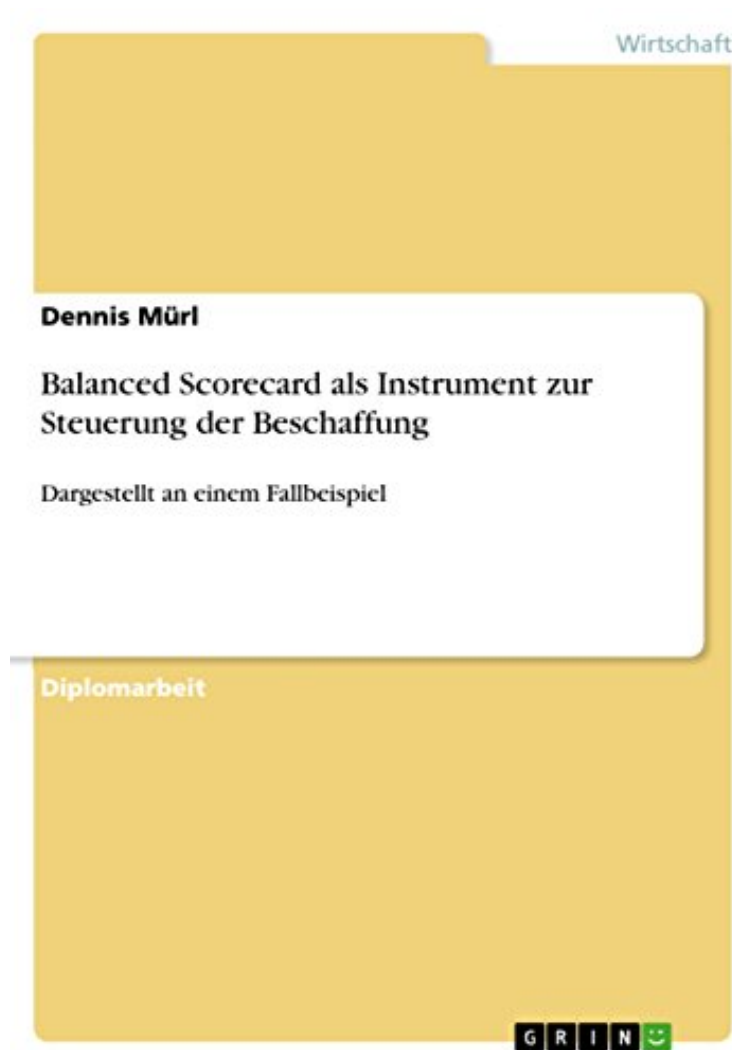 Wirtschaft
Dennis Mürl
Balanced Scorecard als Instrument zur
Steuerung der Beschaffung
Dargestellt an einem Fallbeispiel
Diplomarbeit
GRIN